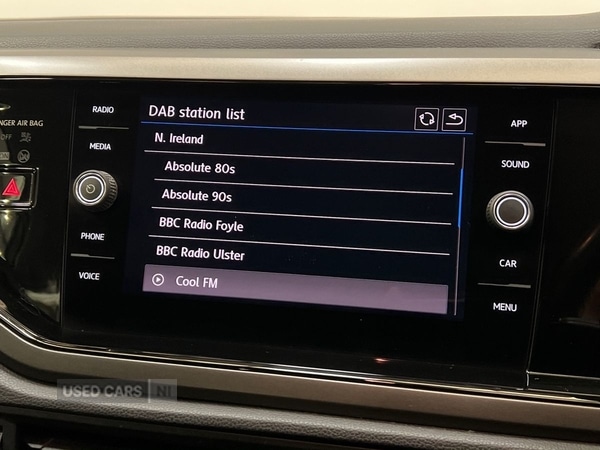 NGER AIR BAG
OFF
RADIO
MEDIA
PHONE
VOICE
DAB station list
N. Ireland
Absolute 80s
Absolute 90s
BBC Radio Foyle
BBC Radio Ulster
Cool FM
APP
SOUND
CAR
MENU
USED CARS NI